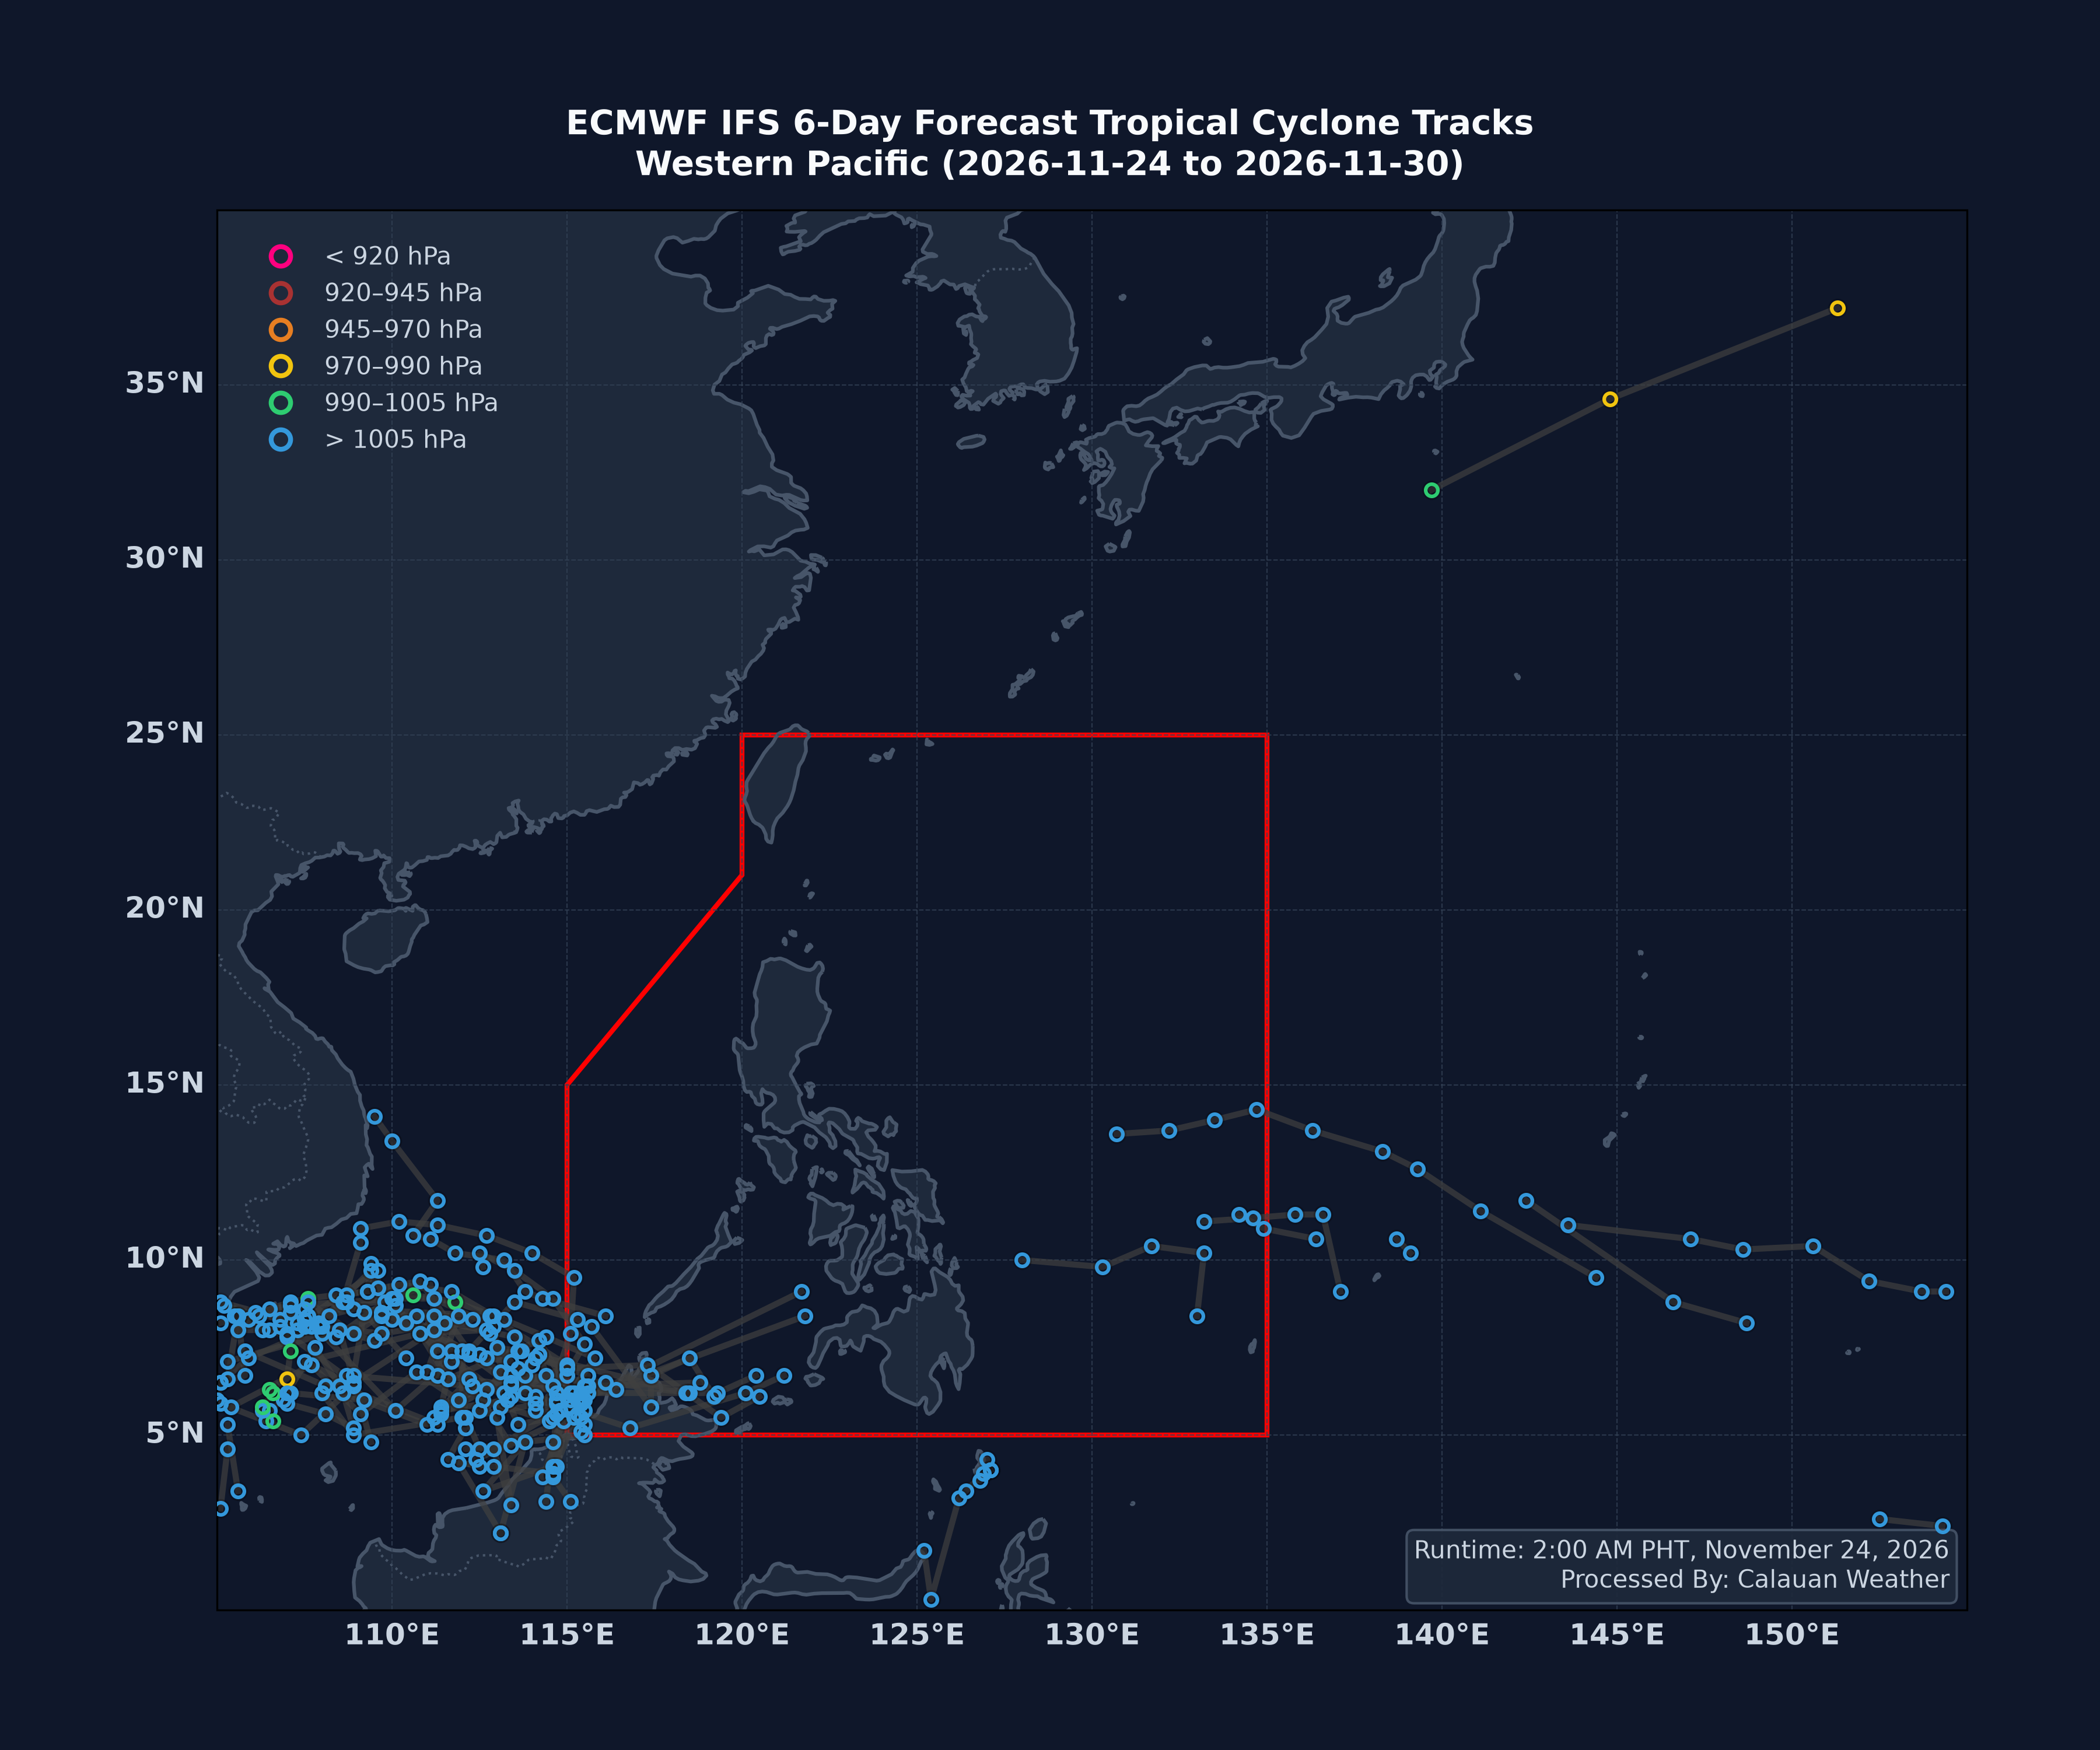 ECMWF IFS 6-Day Forecast Tropical Cyclone Tracks
Western Pacific (2026-11-24 to 2026-11-30)
< 920 hPa
920–945 hPa
945–970 hPa
970–990 hPa
990–1005 hPa
> 1005 hPa
35°N
30°N
25°N
20°N
15°N
10°N
5°N
Runtime: 2:00 AM PHT, November 24, 2026
Processed By: Calauan Weather
110°E
115°E
120°E
125°E
130°E
135°E
140°E
145°E
150°E